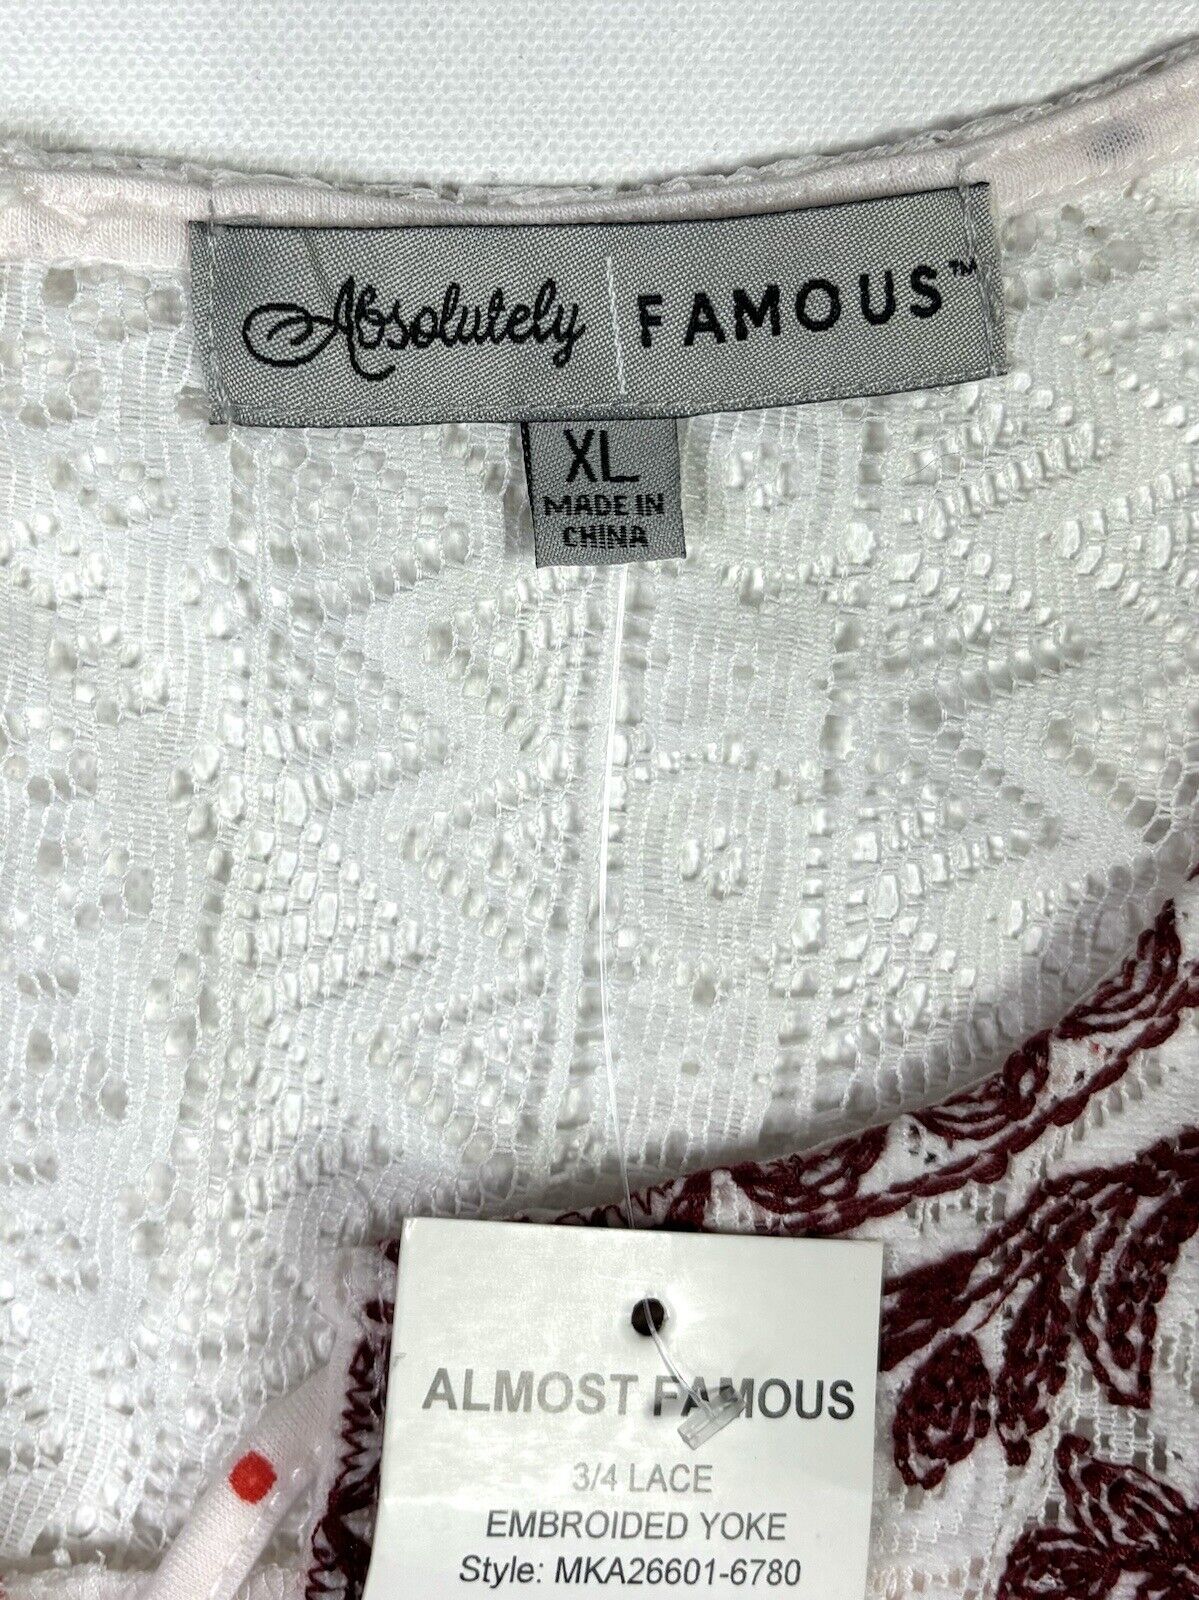 Absolutely FAMOUS™
XL
MADE IN
CHINA
ALMOST FAMOUS
3/4 LACE
EMBROIDED YOKE
Style: MKA26601-6780